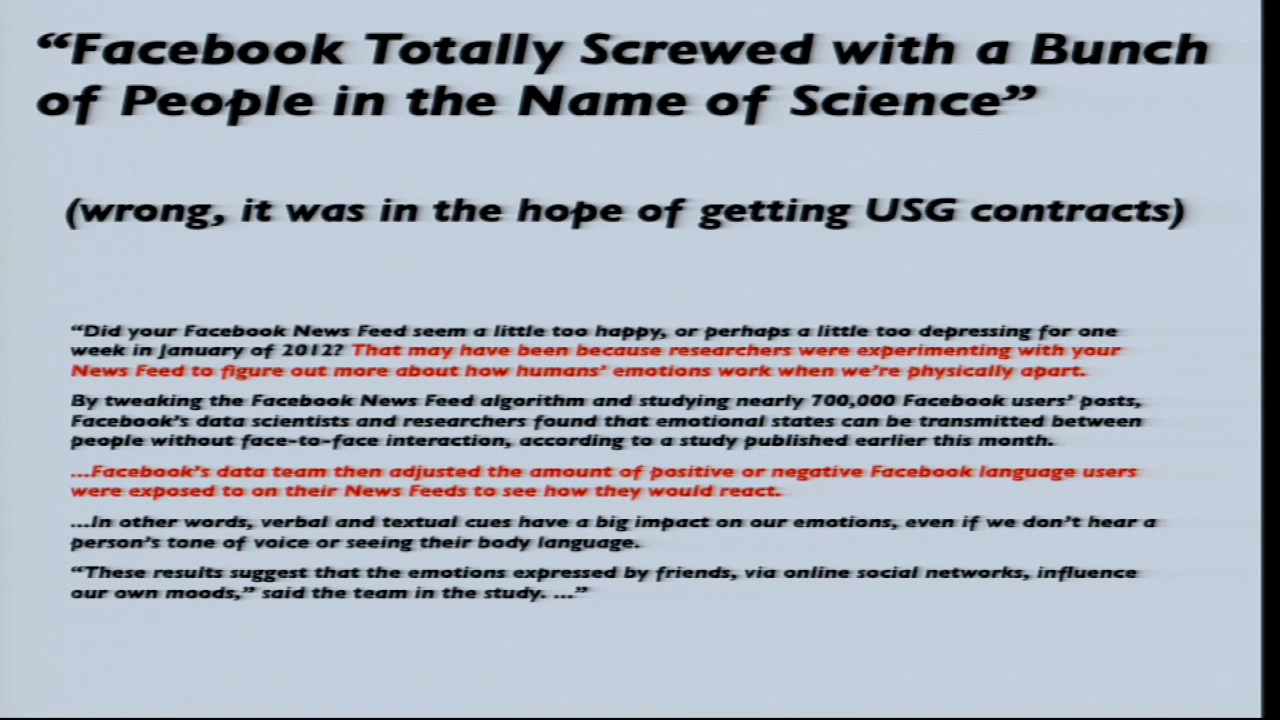 “Facebook Totally Screwed with a Bunch
of People in the Name of Science”
(wrong, it was in the hope of getting USG contracts)
“Did your Facebook News Feed seem a little too happy, or perhaps a little too depressing for one
week in January of 2012? That may have been because researchers were experimenting with your
News Feed to figure out more about how humans’ emotions work when we’re physically apart.
By tweaking the Facebook News Feed algorithm and studying nearly 700,000 Facebook users’ posts,
Facebook’s data scientists and researchers found that emotional states can be transmitted between
people without face-to-face interaction, according to a study published earlier this month.
...Facebook’s data team then adjusted the amount of positive or negative Facebook language users
were exposed to on their News Feeds to see how they would react.
...In other words, verbal and textual cues have a big impact on our emotions, even if we don’t hear a
person’s tone of voice or seeing their body language.
“These results suggest that the emotions expressed by friends, via online social networks, influence
our own moods,” said the team in the study. ...”